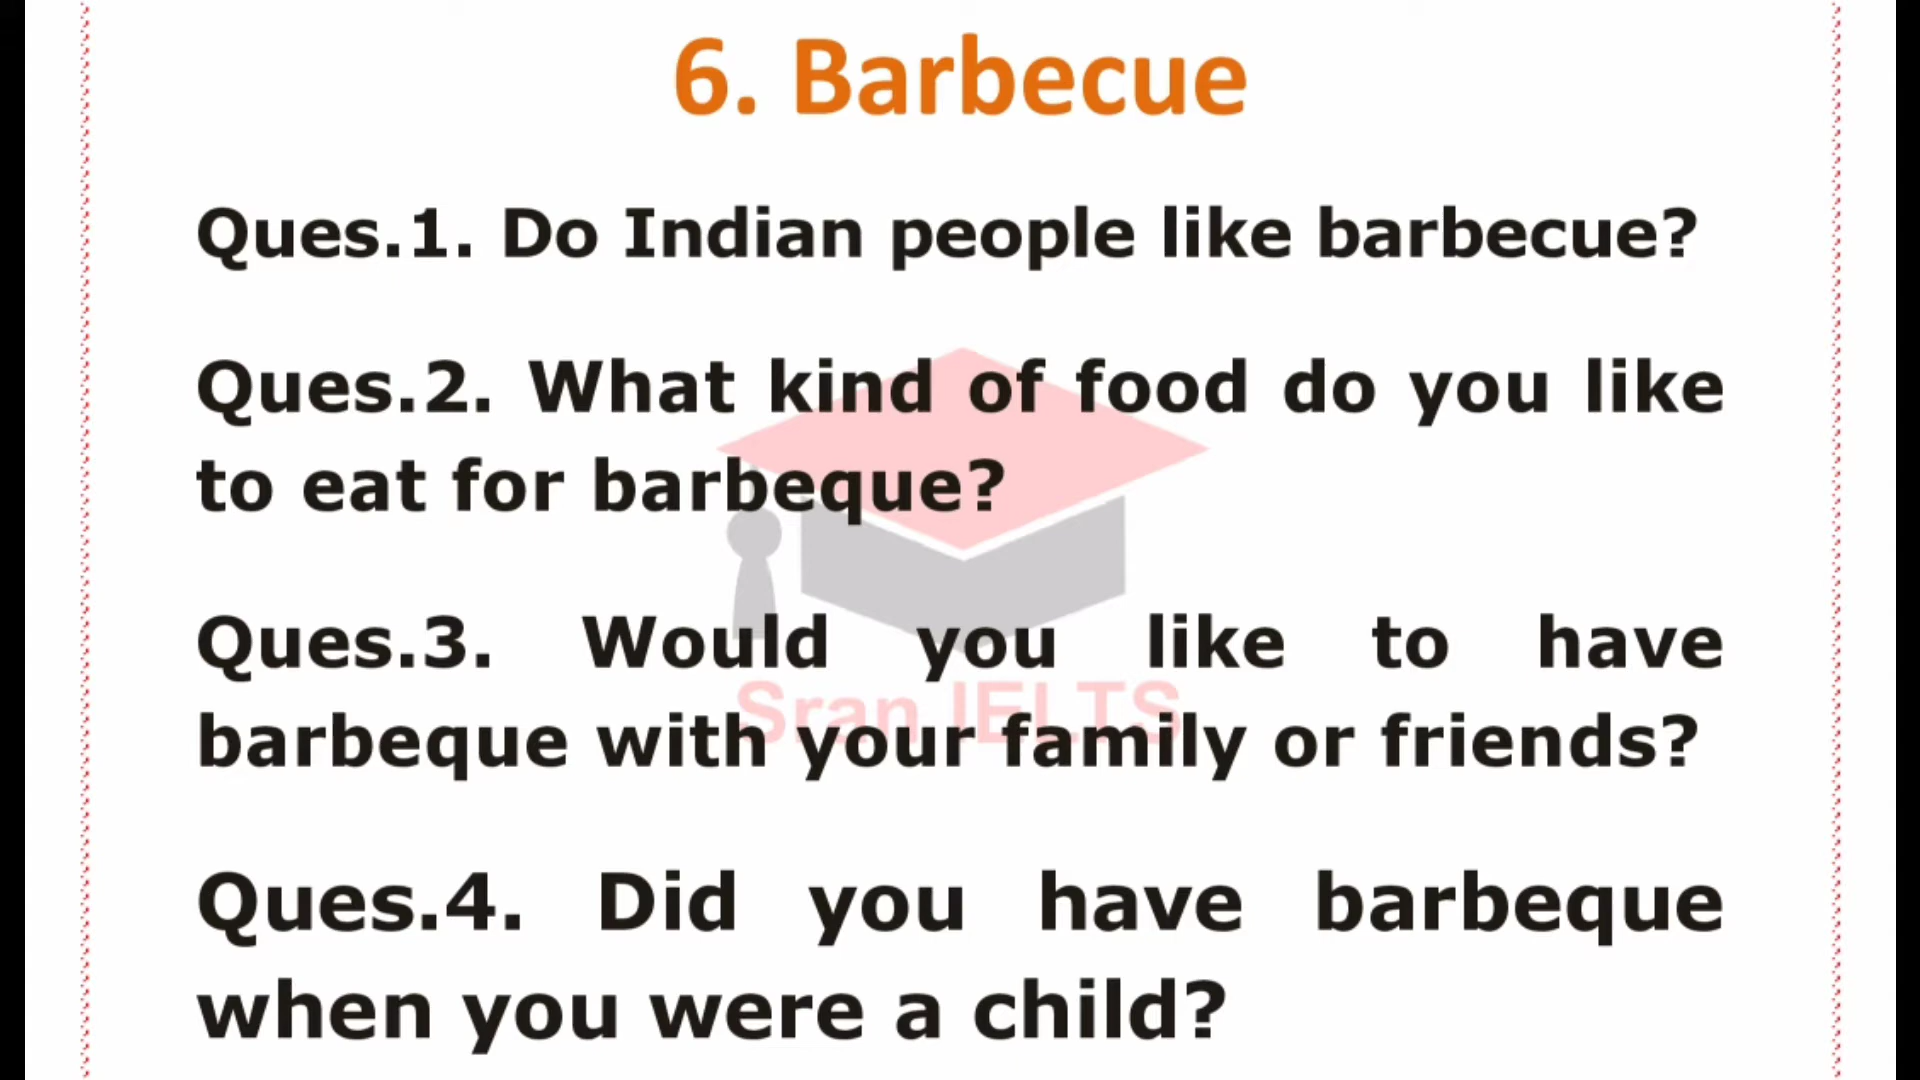 6. Barbecue
Ques.1. Do Indian people like barbecue?
Ques.2. What kind of food do you like
to eat for barbeque?
Ques.3. Would you like to have
barbeque with your family or friends?
Sran IELTS
Ques.4. Did you have barbeque
when you were a child?